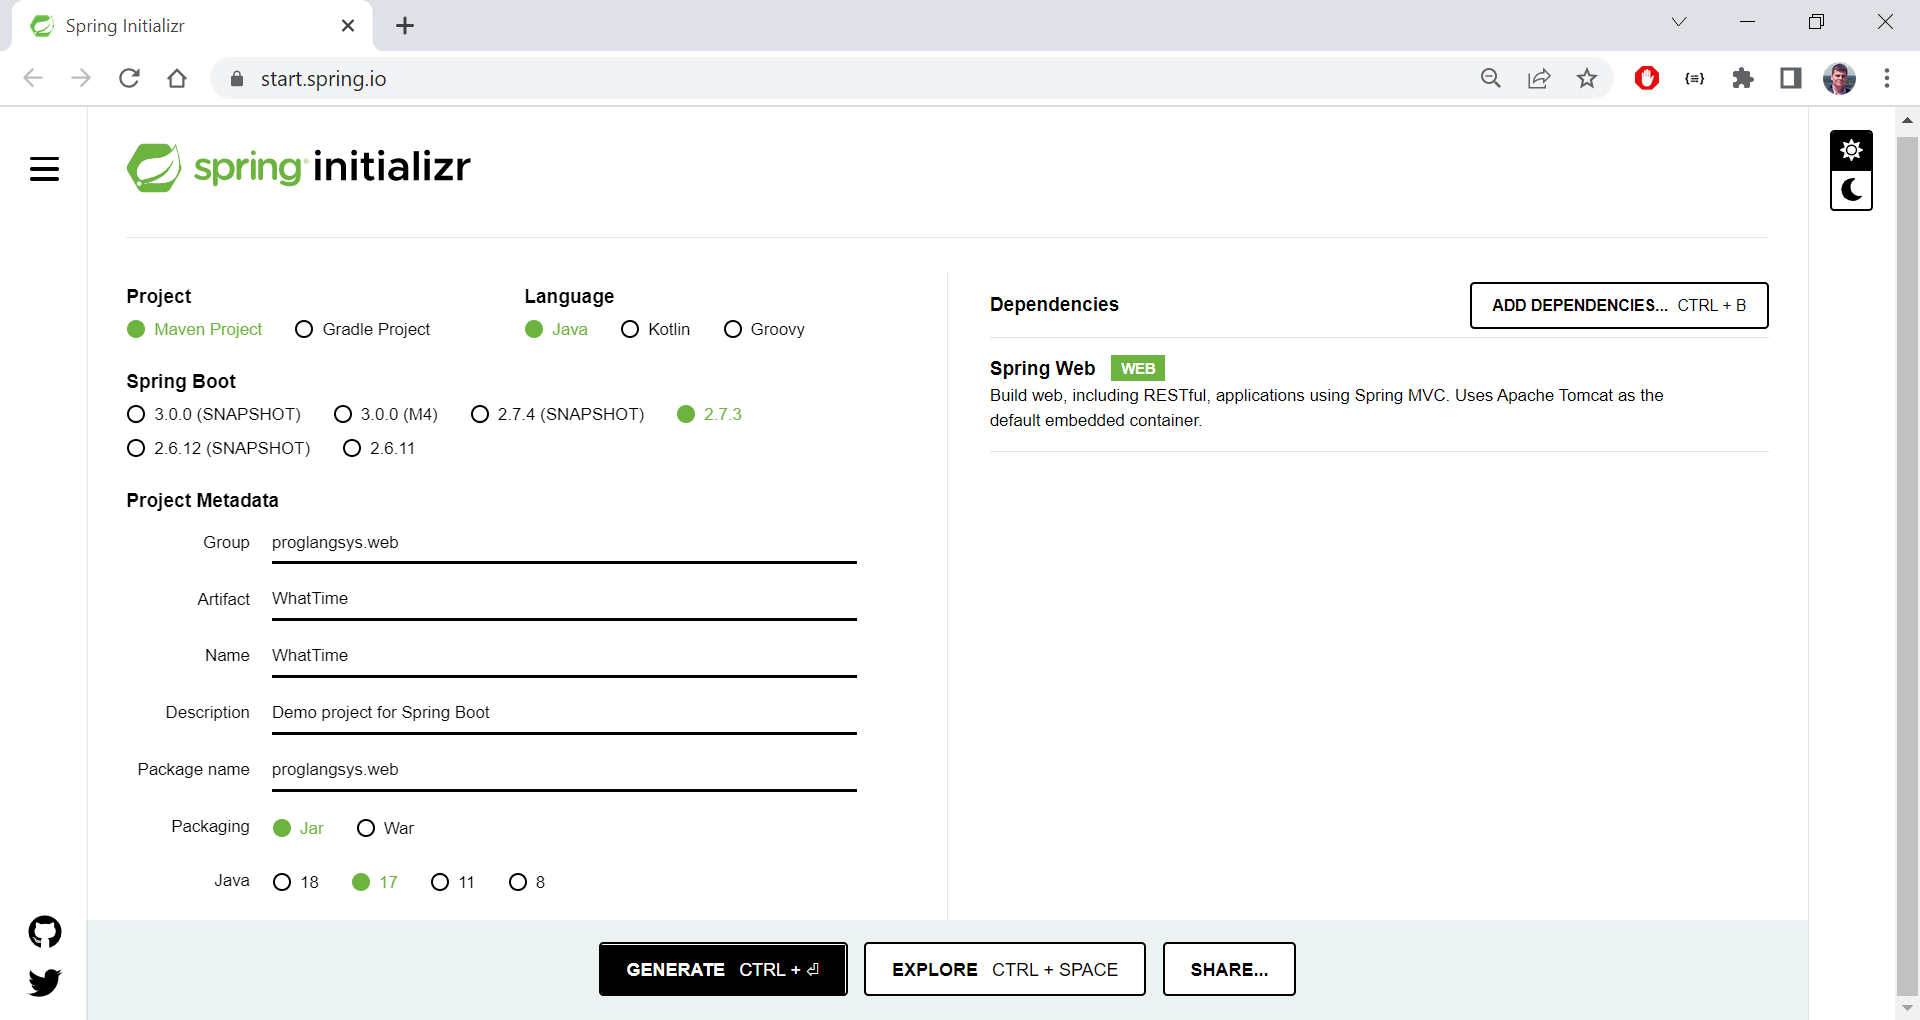 Spring Initializr
start.spring.io
spring initializr
Project
Maven Project Gradle Project
Language
Java Kotlin Groovy
Spring Boot
3.0.0 (SNAPSHOT) 3.0.0 (M4) 2.7.4 (SNAPSHOT) 2.7.3
2.6.12 (SNAPSHOT) 2.6.11
Project Metadata
Group proglangsys.web
Artifact WhatTime
Name WhatTime
Description Demo project for Spring Boot
Package name proglangsys.web
Packaging Jar War
Java 18 17 11 8
Dependencies
ADD DEPENDENCIES... CTRL + B
Spring Web WEB
Build web, including RESTful, applications using Spring MVC. Uses Apache Tomcat as the
default embedded container.
GENERATE CTRL + ⏎
EXPLORE CTRL + SPACE
SHARE...